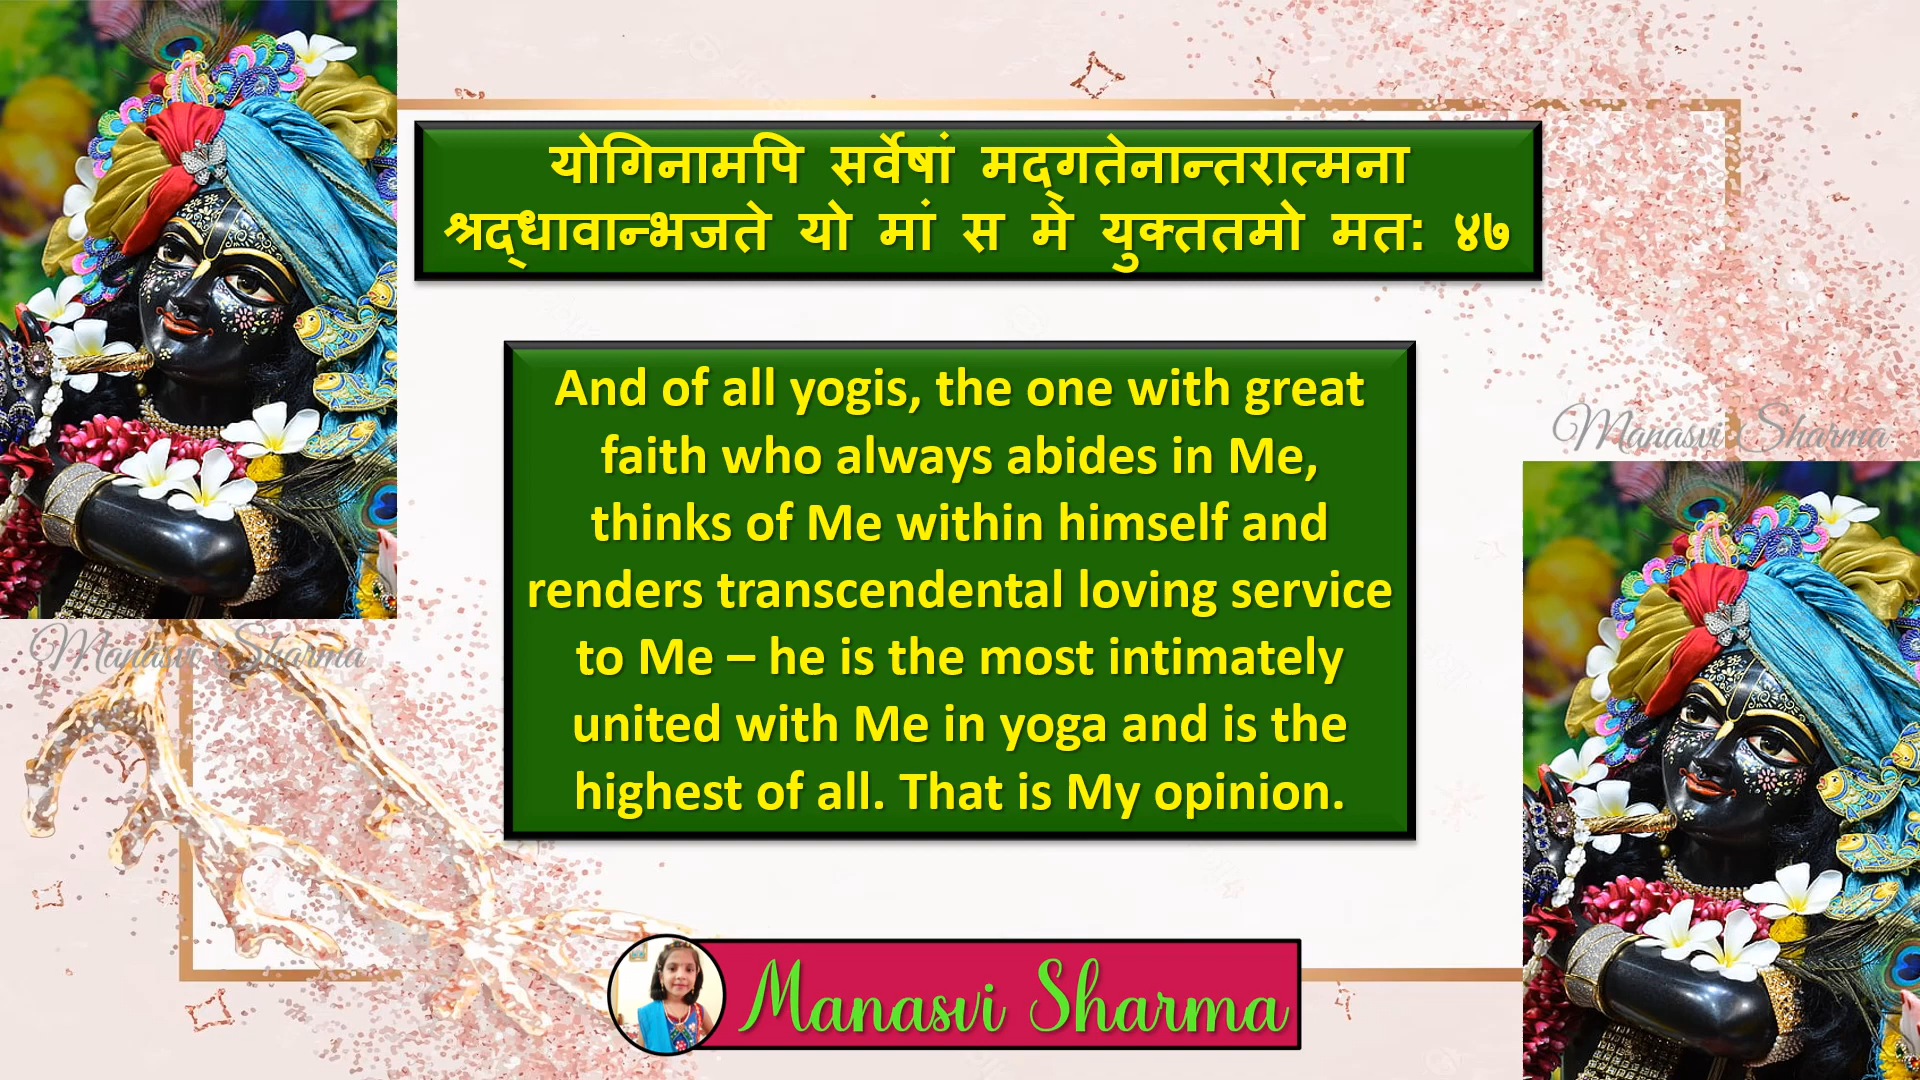 योगिनामपि सर्वेषां मद्गतेनान्तरात्मना
श्रद्धावान्भजते यो मां स मे युक्ततमो मत: ४७
And of all yogis, the one with great
faith who always abides in Me,
thinks of Me within himself and
renders transcendental loving service
to Me – he is the most intimately
united with Me in yoga and is the
highest of all. That is My opinion.
Manasvi Sharma
Manasvi Sharma
Manasvi Sharma